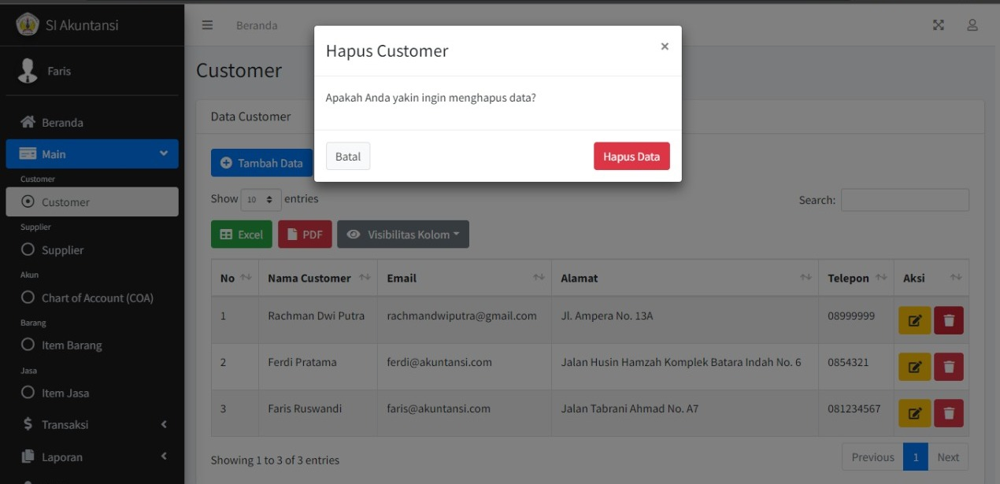 SI Akuntansi
Faris
Beranda
Main
Customer
Customer
Supplier
Supplier
Akun
Chart of Account (COA)
Barang
Item Barang
Jasa
Item Jasa
Transaksi
Laporan
Beranda
Customer
Hapus Customer ×
Apakah Anda yakin ingin menghapus data?
Batal Hapus Data
Data Customer
Tambah Data
Show 10 entries Search:
Excel PDF Visibilitas Kolom
No Nama Customer Email Alamat Telepon Aksi
1 Rachman Dwi Putra rachmandwiputra@gmail.com Jl. Ampera No. 13A 08999999
2 Ferdi Pratama ferdi@akuntansi.com Jalan Husin Hamzah Komplek Batara Indah No. 6 0854321
3 Faris Ruswandi faris@akuntansi.com Jalan Tabrani Ahmad No. A7 081234567
Showing 1 to 3 of 3 entries Previous 1 Next